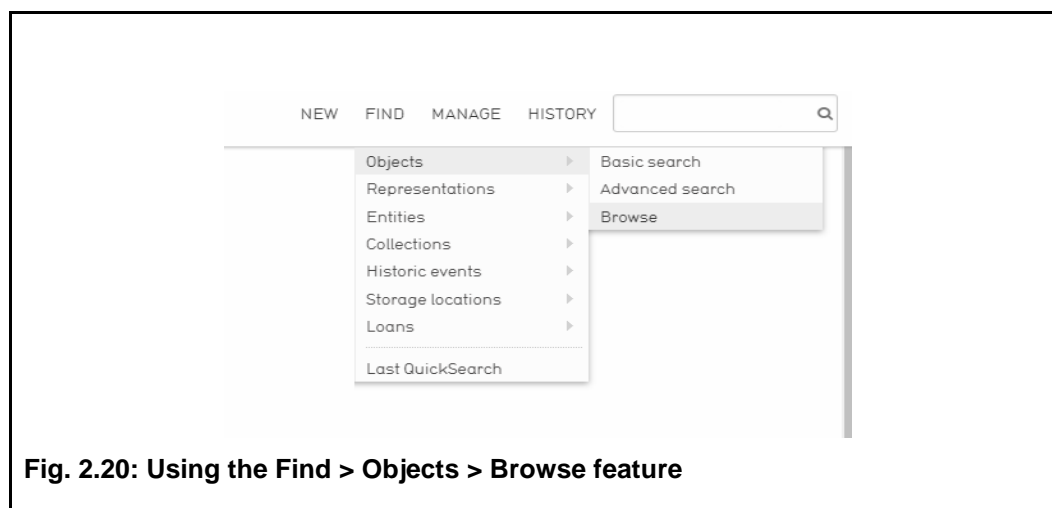 NEW FIND MANAGE HISTORY
Objects Basic search
Representations Advanced search
Entities Browse
Collections
Historic events
Storage locations
Loans
Last QuickSearch
Fig. 2.20: Using the Find > Objects > Browse feature